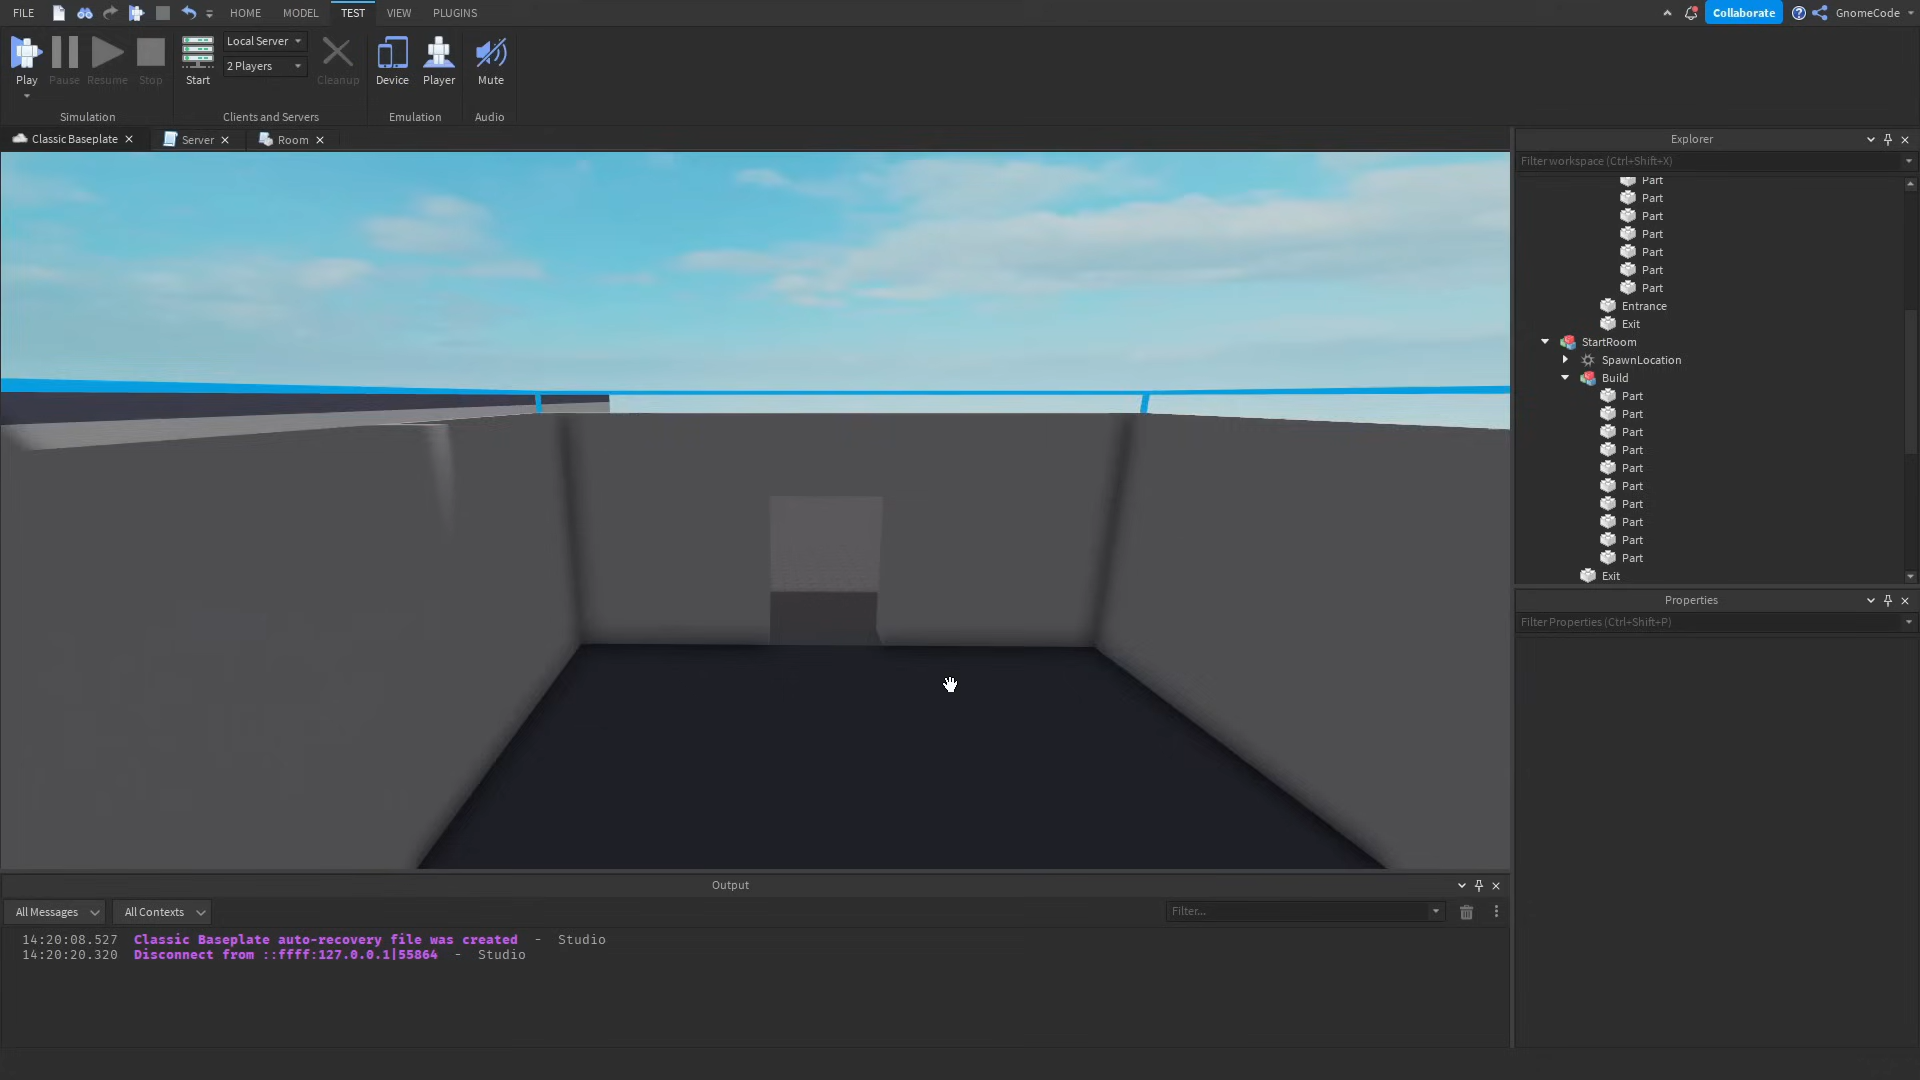 FILE HOME MODEL TEST VIEW PLUGINS Collaborate GnomeCode
Play Pause Resume Stop Start Local Server 2 Players Cleanup Device Player Mute
Simulation Clients and Servers Emulation Audio
Classic Baseplate Server Room
Explorer
Filter workspace (Ctrl+Shift+X)
Part
Part
Part
Part
Part
Part
Part
Entrance
Exit
StartRoom
SpawnLocation
Build
Part
Part
Part
Part
Part
Part
Part
Part
Part
Part
Exit
Properties
Filter Properties (Ctrl+Shift+P)
Output
All Messages All Contexts Filter...
14:20:08.527 Classic Baseplate auto-recovery file was created - Studio
14:20:20.320 Disconnect from ::ffff:127.0.0.1|55864 - Studio